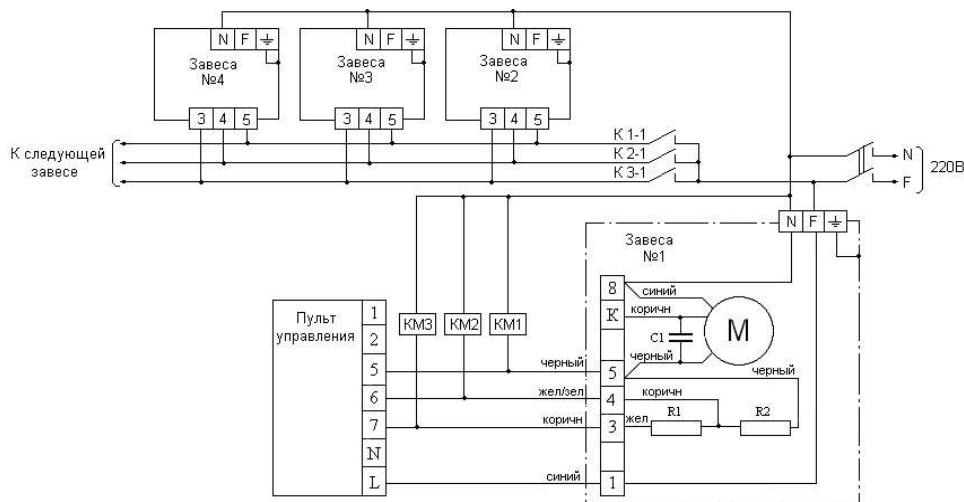 N F
Завеса
№4
3 4 5
N F
Завеса
№3
3 4 5
N F
Завеса
№2
3 4 5
К следующей
завесе
К 1-1
К 2-1
К 3-1
N
F
220В
N F
Завеса
№1
Пульт
управления
1
2
5
6
7
N
L
КМ3
КМ2
КМ1
черный
жел/зел
коричн
синий
8
К
5
4
3
1
синий
коричн
С1
черный
М
черный
коричн
жел
R1
R2